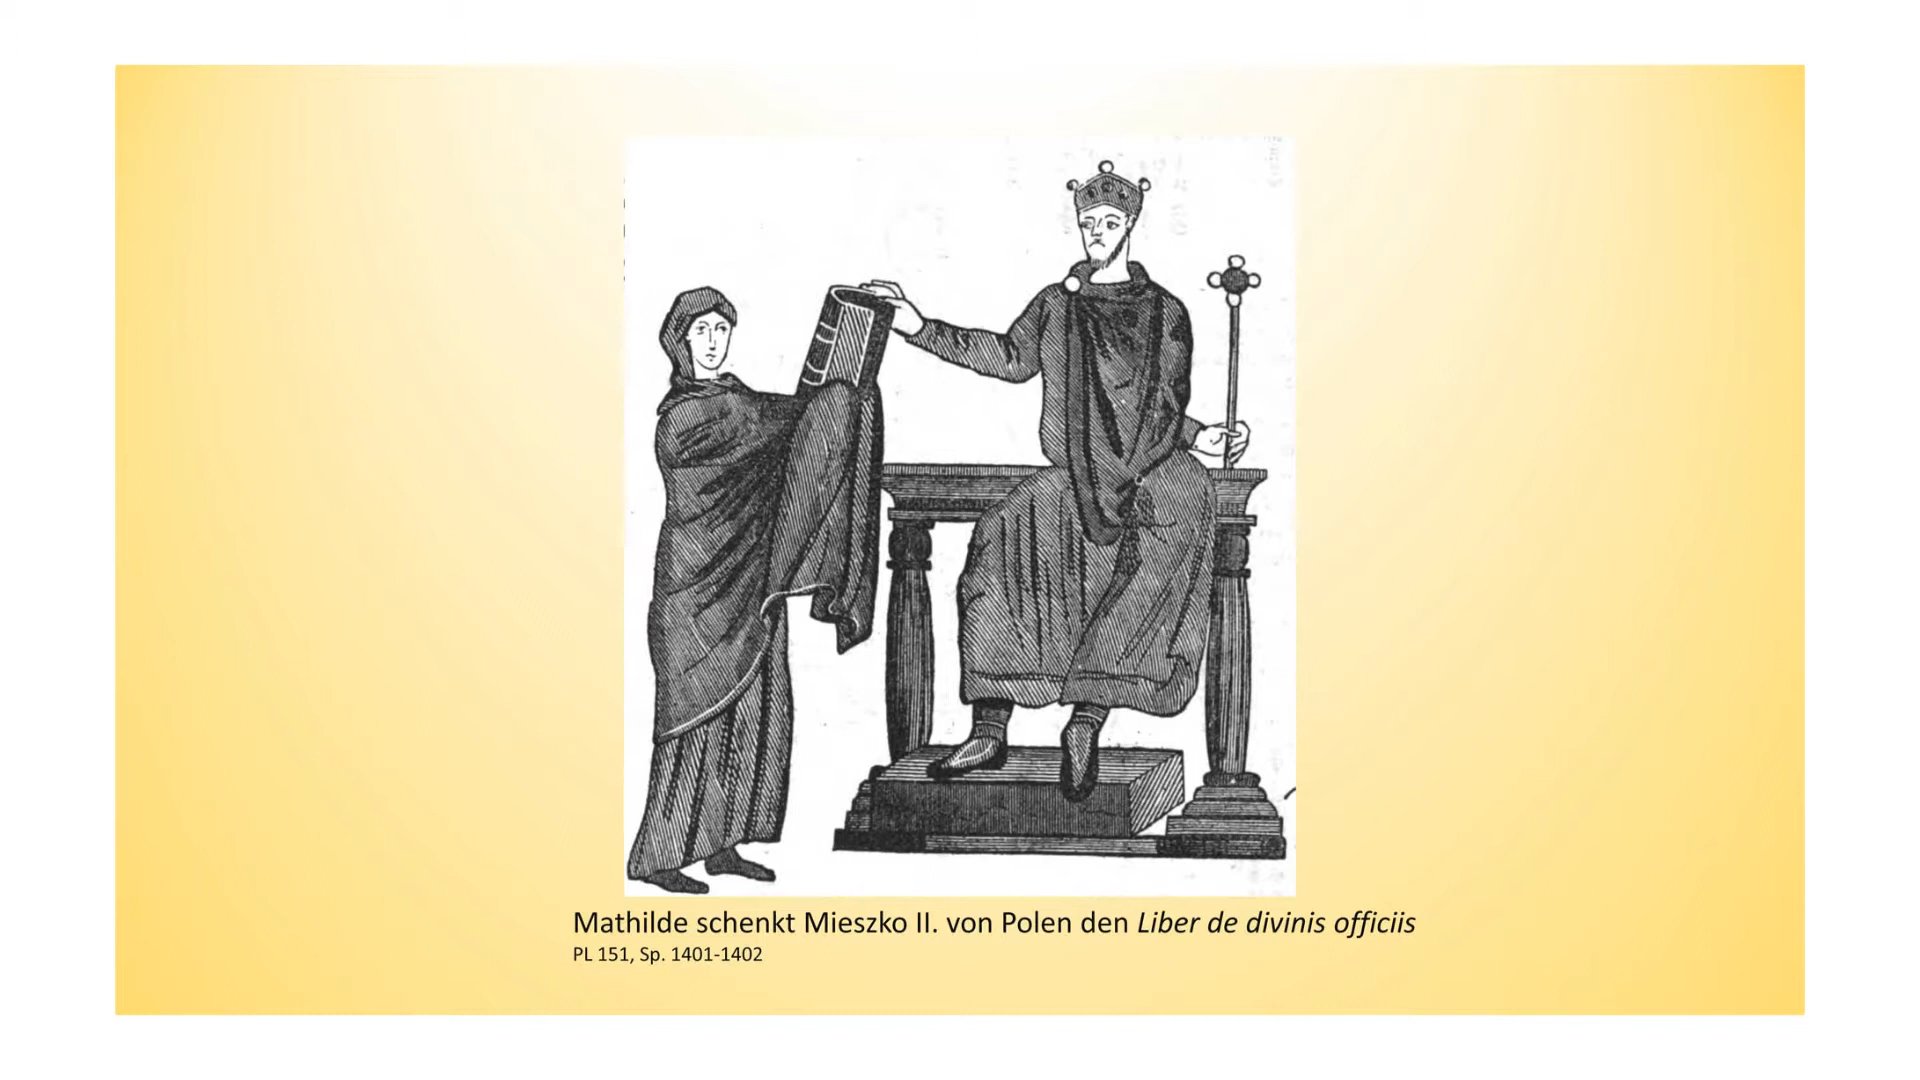 Mathilde schenkt Mieszko II. von Polen den Liber de divinis officiis
PL 151, Sp. 1401-1402